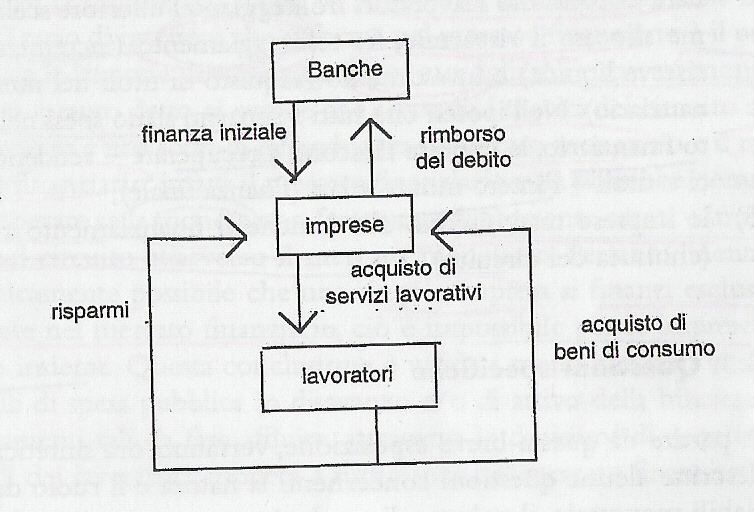 Banche
finanza iniziale
rimborso
del debito
imprese
acquisto di
servizi lavorativi
risparmi
acquisto di
beni di consumo
lavoratori